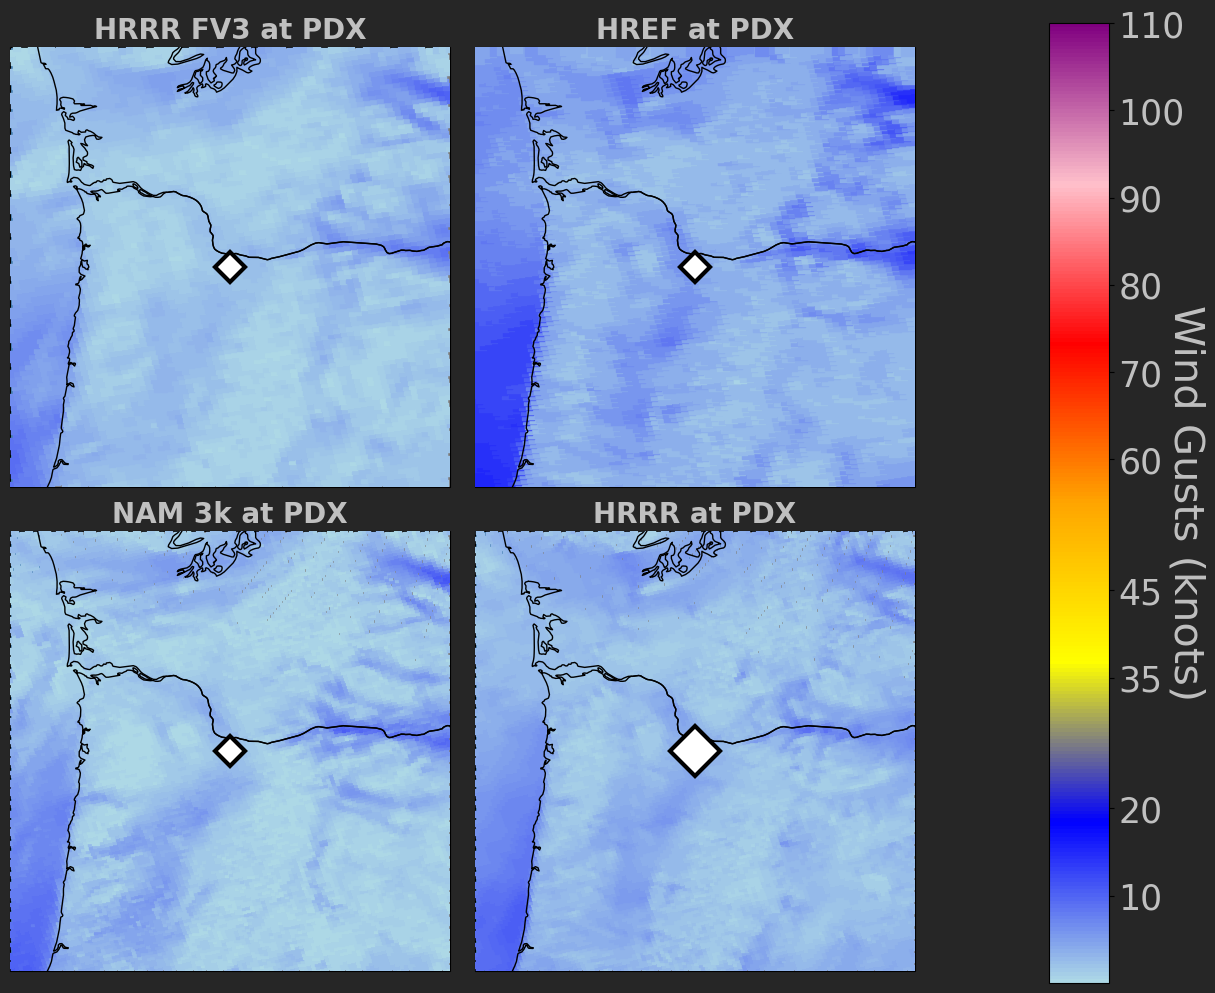 HRRR FV3 at PDX
HREF at PDX
NAM 3k at PDX
HRRR at PDX
110
100
90
80
70
60
45
35
20
10
Wind Gusts (knots)